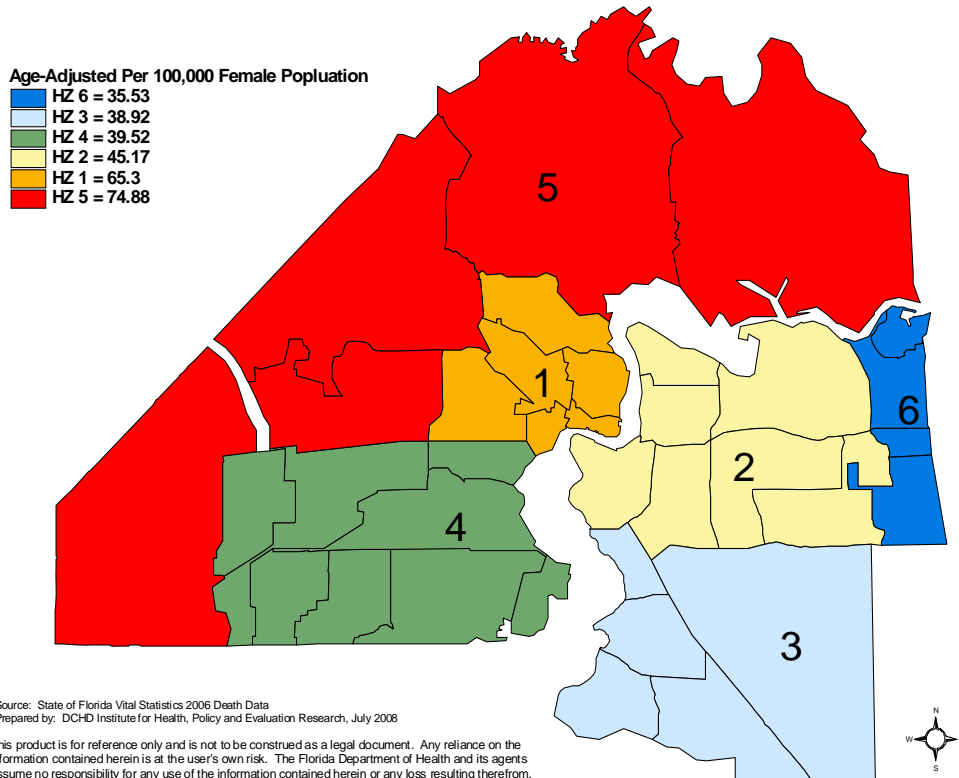 Age-Adjusted Per 100,000 Female Popluation
HZ 6 = 35.53
HZ 3 = 38.92
HZ 4 = 39.52
HZ 2 = 45.17
HZ 1 = 65.3
HZ 5 = 74.88
5
1
6
2
4
3
Source: State of Florida Vital Statistics 2006 Death Data
Prepared by: DCHD Institute for Health, Policy and Evaluation Research, July 2008
his product is for reference only and is not to be construed as a legal document. Any reliance on the
nformation contained herein is at the user's own risk. The Florida Department of Health and its agents
ssume no responsibility for any use of the information contained herein or any loss resulting therefrom.
N
W E
S